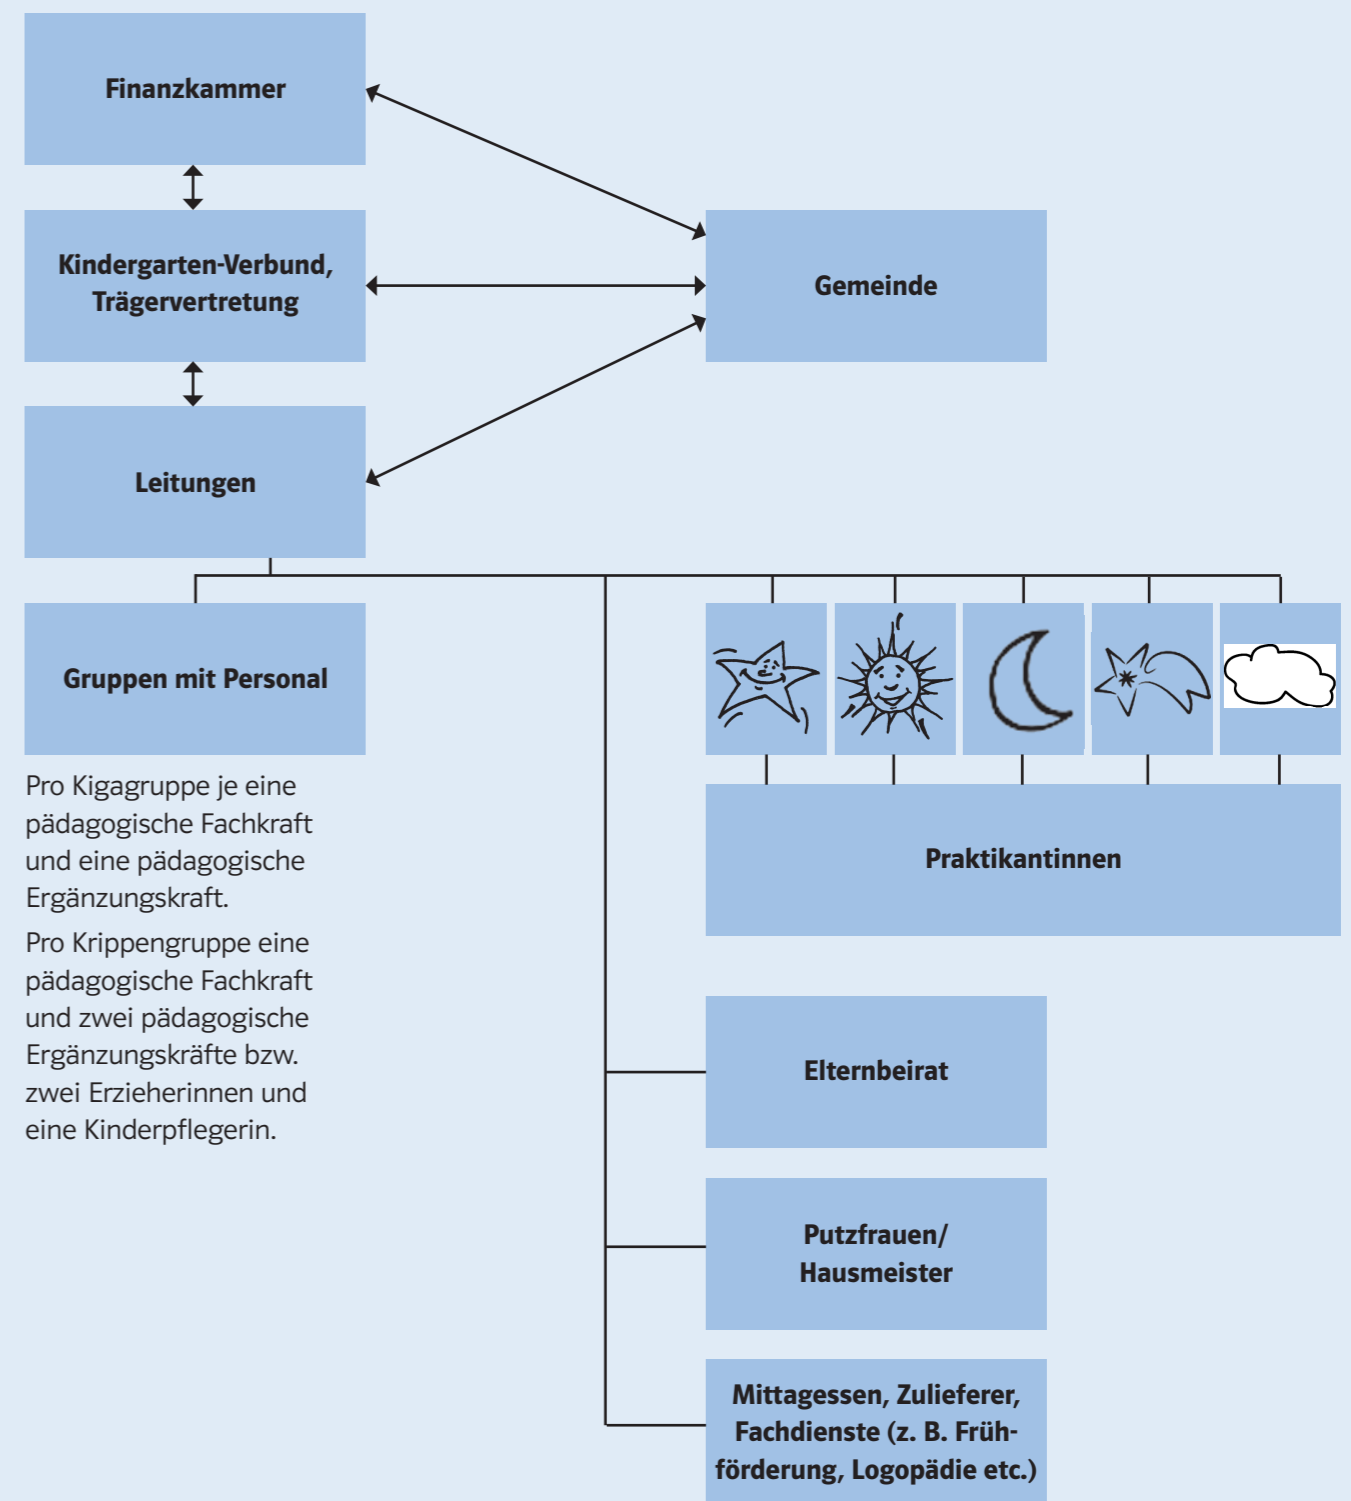 Finanzkammer
Kindergarten-Verbund,
Trägervertretung
Gemeinde
Leitungen
Gruppen mit Personal
Pro Kigagruppe je eine
pädagogische Fachkraft
und eine pädagogische
Ergänzungskraft.
Pro Krippengruppe eine
pädagogische Fachkraft
und zwei pädagogische
Ergänzungskräfte bzw.
zwei Erzieherinnen und
eine Kinderpflegerin.
Praktikantinnen
Elternbeirat
Putzfrauen/
Hausmeister
Mittagessen, Zulieferer,
Fachdienste (z. B. Früh-
förderung, Logopädie etc.)